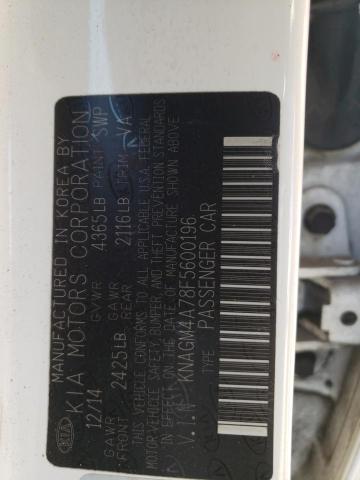 MANUFACTURED IN KOREA BY
KIA MOTORS CORPORATION
12/14 GVWR 4365LB PAINT SWP
GAWR FRONT 2425LB GAWR REAR 2116LB TRIM VA
THIS VEHICLE CONFORMS TO ALL APPLICABLE U.S.A. FEDERAL
MOTOR VEHICLE SAFETY, BUMPER, AND THEFT PREVENTION STANDARDS
IN EFFECT ON THE DATE OF MANUFACTURE SHOWN ABOVE
V.I.N KNAGM4A78F5600196
TYPE PASSENGER CAR
KIA